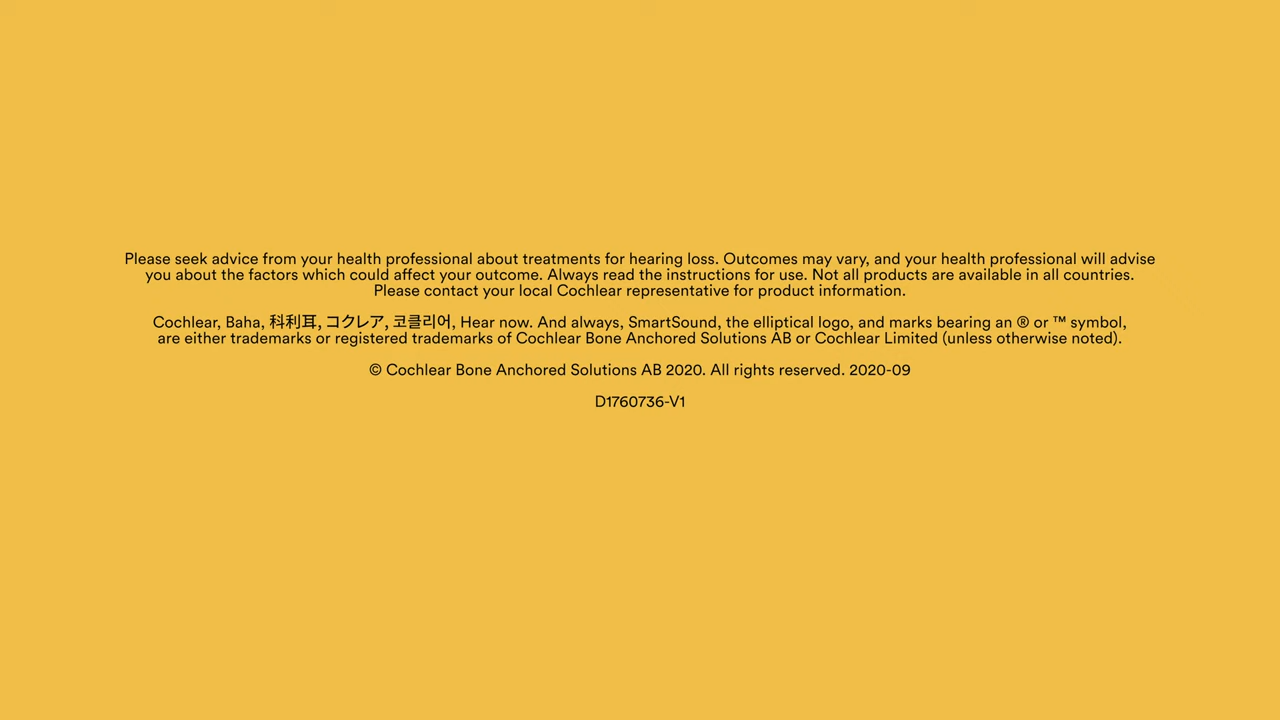 Please seek advice from your health professional about treatments for hearing loss. Outcomes may vary, and your health professional will advise
you about the factors which could affect your outcome. Always read the instructions for use. Not all products are available in all countries.
Please contact your local Cochlear representative for product information.
Cochlear, Baha, 科利耳, コクレア, 코클리어, Hear now. And always, SmartSound, the elliptical logo, and marks bearing an ® or ™ symbol,
are either trademarks or registered trademarks of Cochlear Bone Anchored Solutions AB or Cochlear Limited (unless otherwise noted).
© Cochlear Bone Anchored Solutions AB 2020. All rights reserved. 2020-09
D1760736-V1